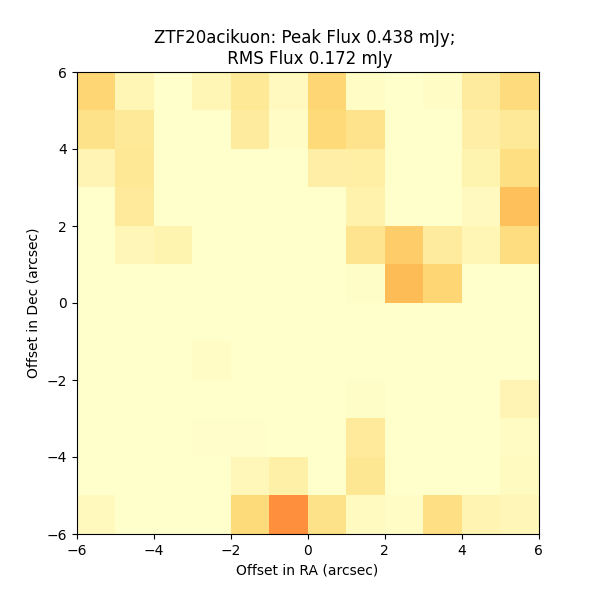 ZTF20acikuon: Peak Flux 0.438 mJy;
RMS Flux 0.172 mJy
6
4
2
0
−2
−4
−6
Offset in Dec (arcsec)
−6 −4 −2 0 2 4 6
Offset in RA (arcsec)